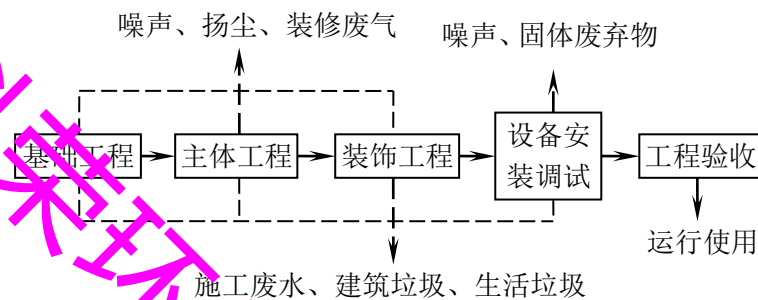 噪声、扬尘、装修废气
噪声、固体废弃物
基础工程
主体工程
装饰工程
设备安
装调试
工程验收
运行使用
施工废水、建筑垃圾、生活垃圾
荣环